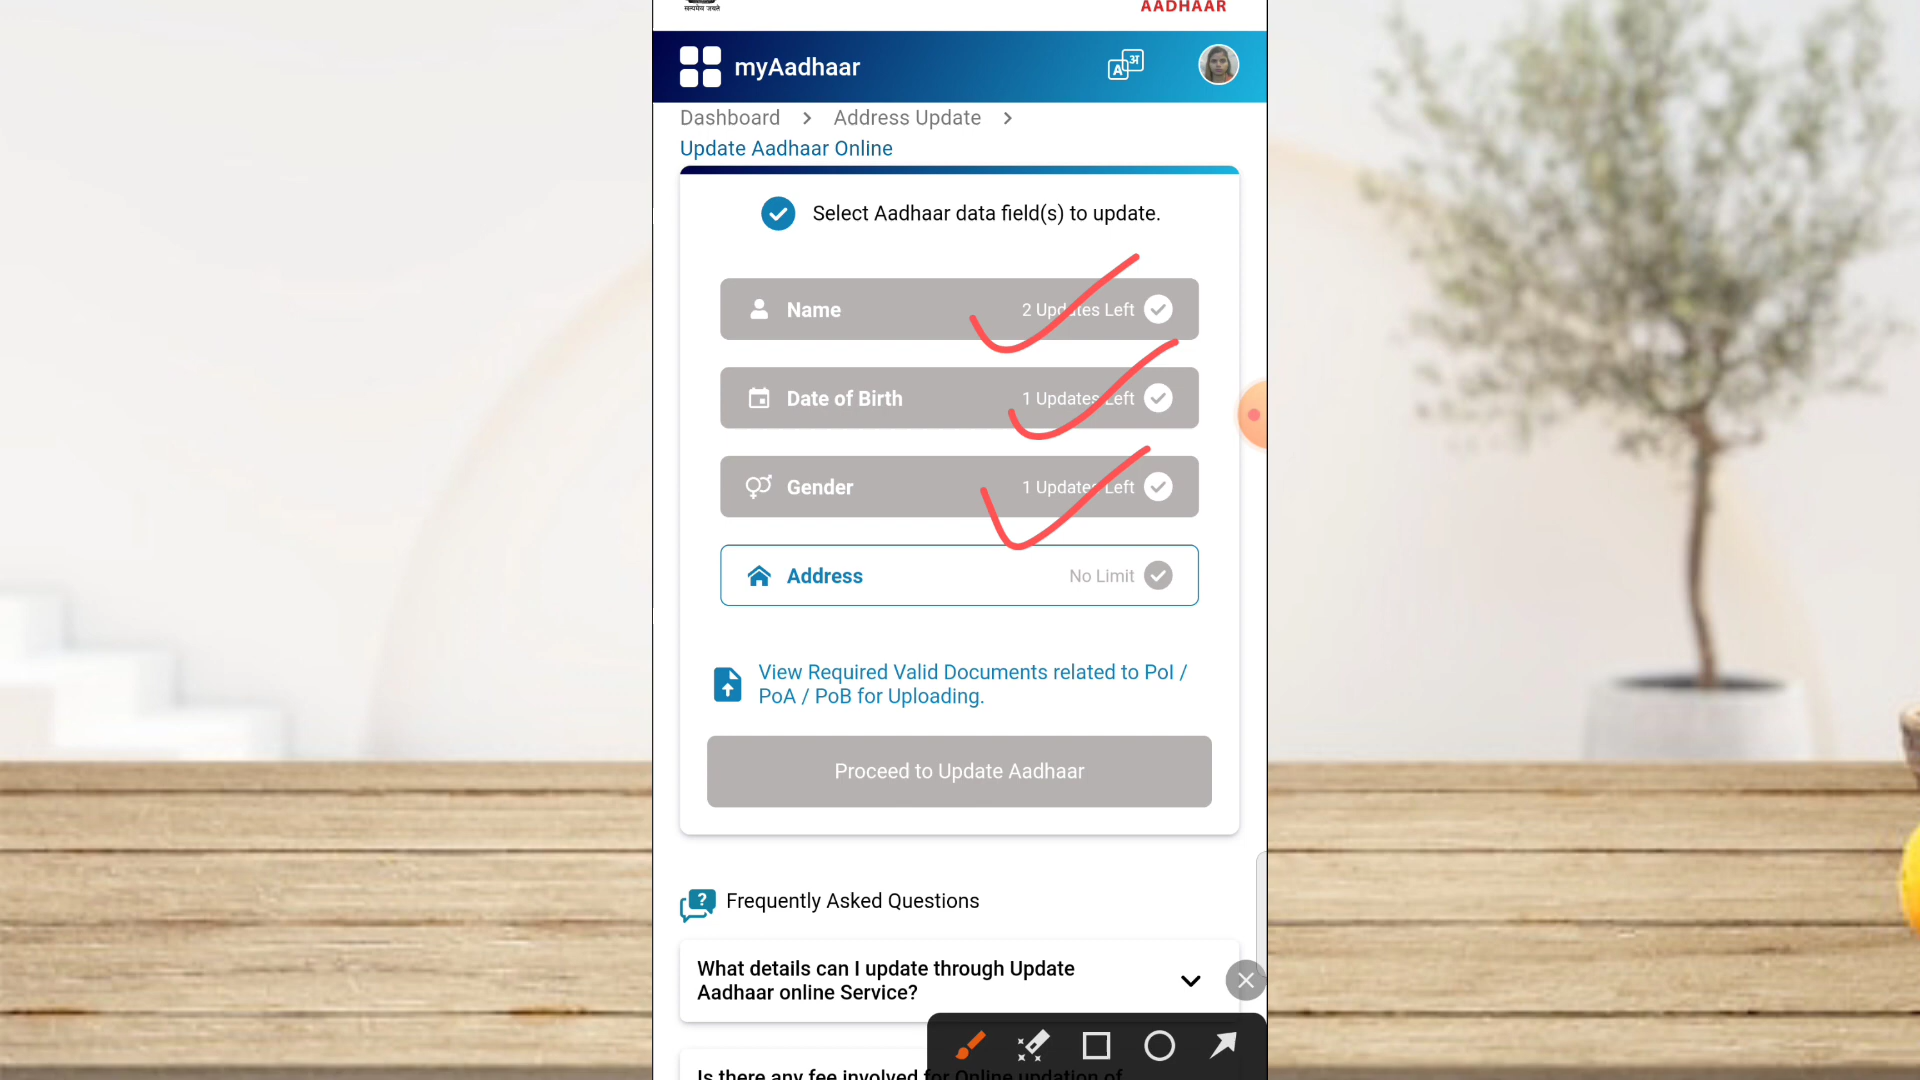 सत्यमेव जयते
AADHAAR
myAadhaar
A अ
Dashboard > Address Update >
Update Aadhaar Online
Select Aadhaar data field(s) to update.
Name 2 Updates Left
Date of Birth 1 Updates Left
Gender 1 Updates Left
Address No Limit
View Required Valid Documents related to PoI /
PoA / PoB for Uploading.
Proceed to Update Aadhaar
Frequently Asked Questions
What details can I update through Update
Aadhaar online Service?
Is there any fee involved for Online updation of